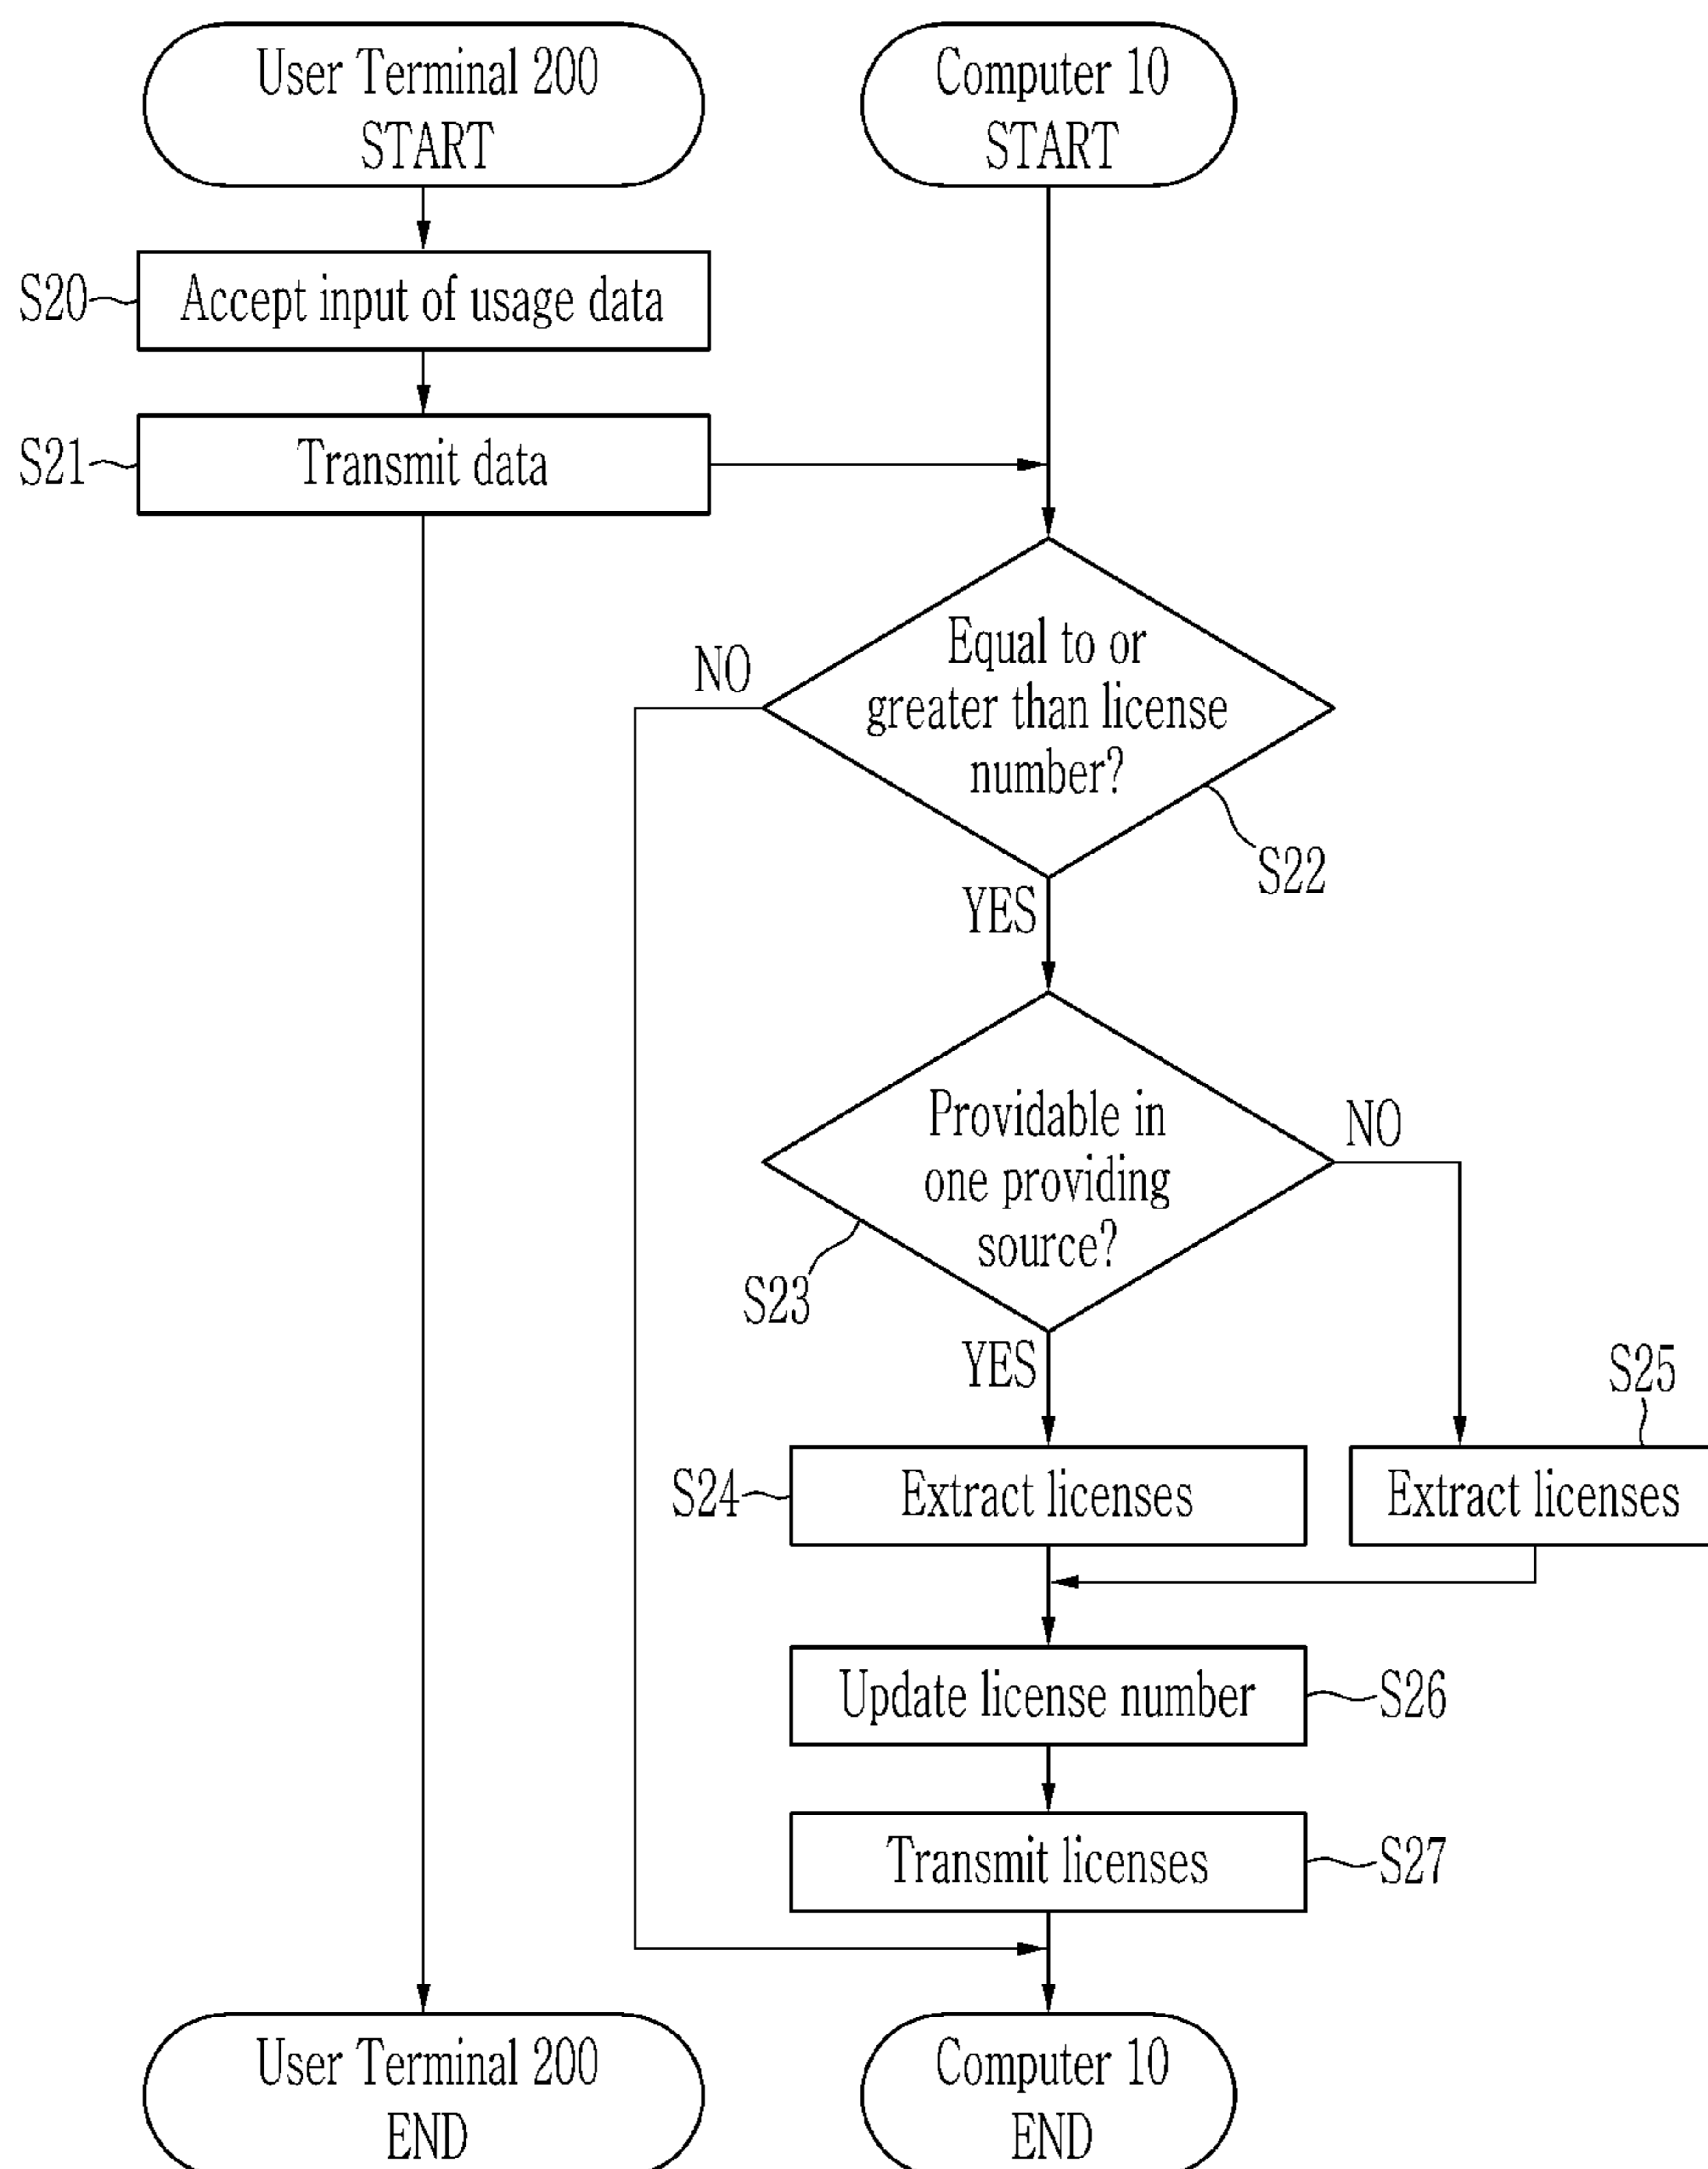 User Terminal 200
START
Computer 10
START
S20
Accept input of usage data
S21
Transmit data
Equal to or
greater than license
number?
NO
S22
YES
Providable in
one providing
source?
NO
S23
YES
S25
S24
Extract licenses
Extract licenses
Update license number
S26
Transmit licenses
S27
User Terminal 200
END
Computer 10
END